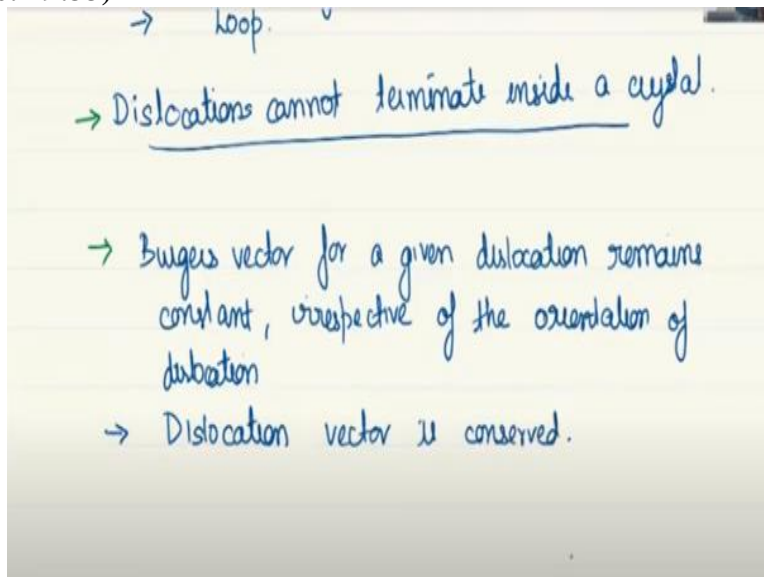 → Loop.
→ Dislocations cannot terminate inside a crystal.
→ Burgers vector for a given dislocation remains
constant, irrespective of the orientation of
dislocation
→ Dislocation vector is conserved.